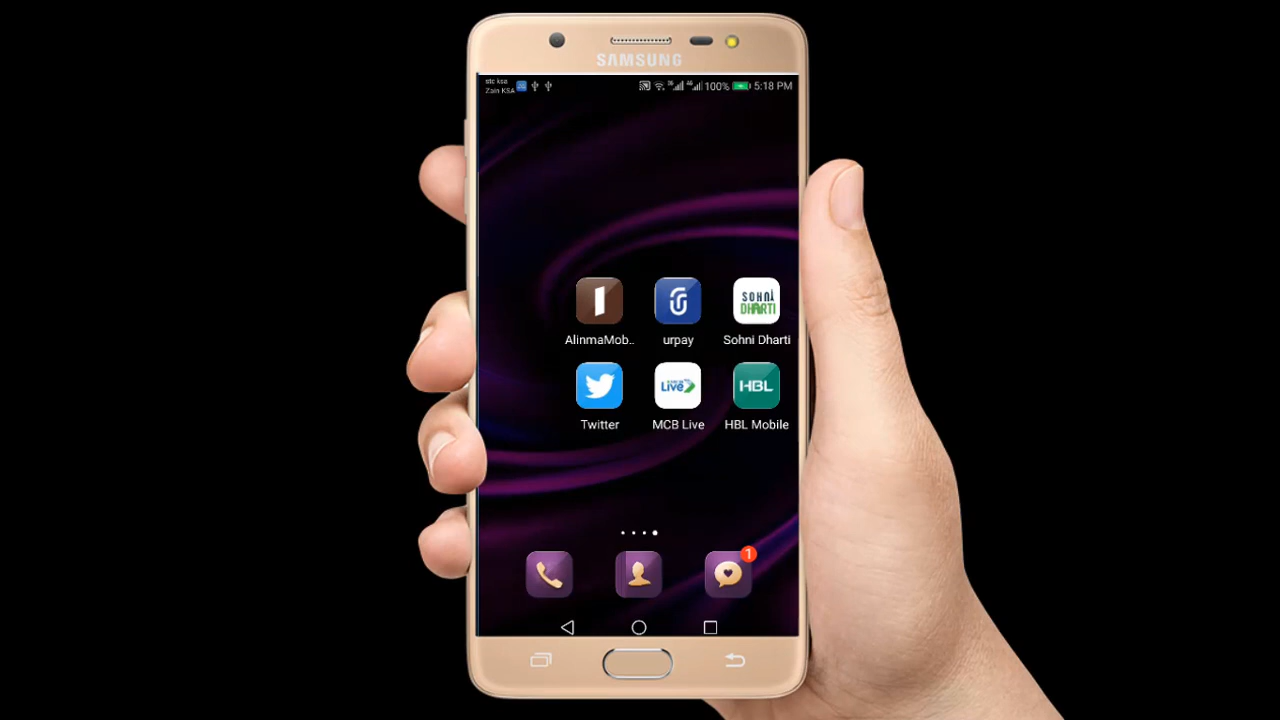 SAMSUNG
stc ksa
Zain KSA
100% 5:18 PM
SOHNI
DHARTI
AlinmaMob.. urpay Sohni Dharti
Live HBL
Twitter MCB Live HBL Mobile
1